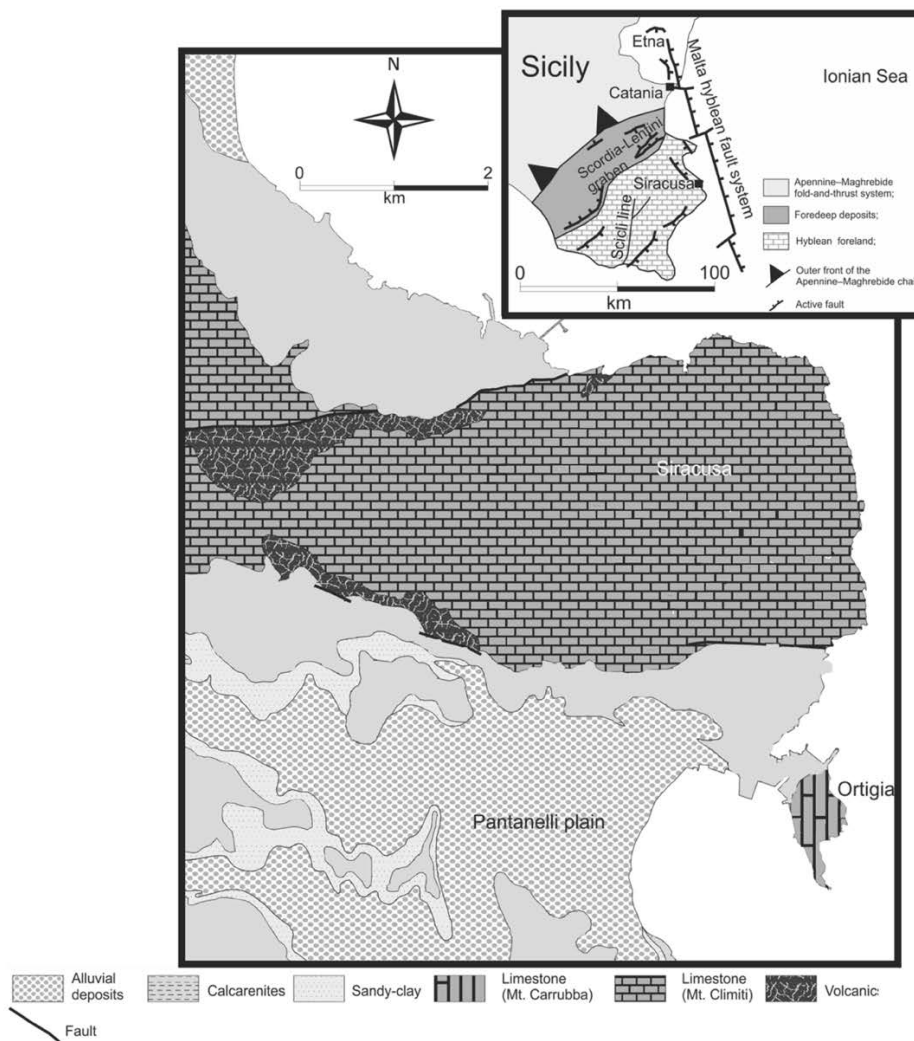 Sicily
Etna
Catania
Ionian Sea
Malta hyblean fault system
Scordia-Lentini
graben
Siracusa
Scicli line
0 100
km
Apennine–Maghrebide
fold-and-thrust system;
Foredeep deposits;
Hyblean foreland;
Outer front of the
Apennine–Maghrebide cha
Active fault
N
0 2
km
Siracusa
Ortigia
Pantanelli plain
Alluvial
deposits
Calcarenites
Sandy-clay
Limestone
(Mt. Carrubba)
Limestone
(Mt. Climiti)
Volcanics
Fault